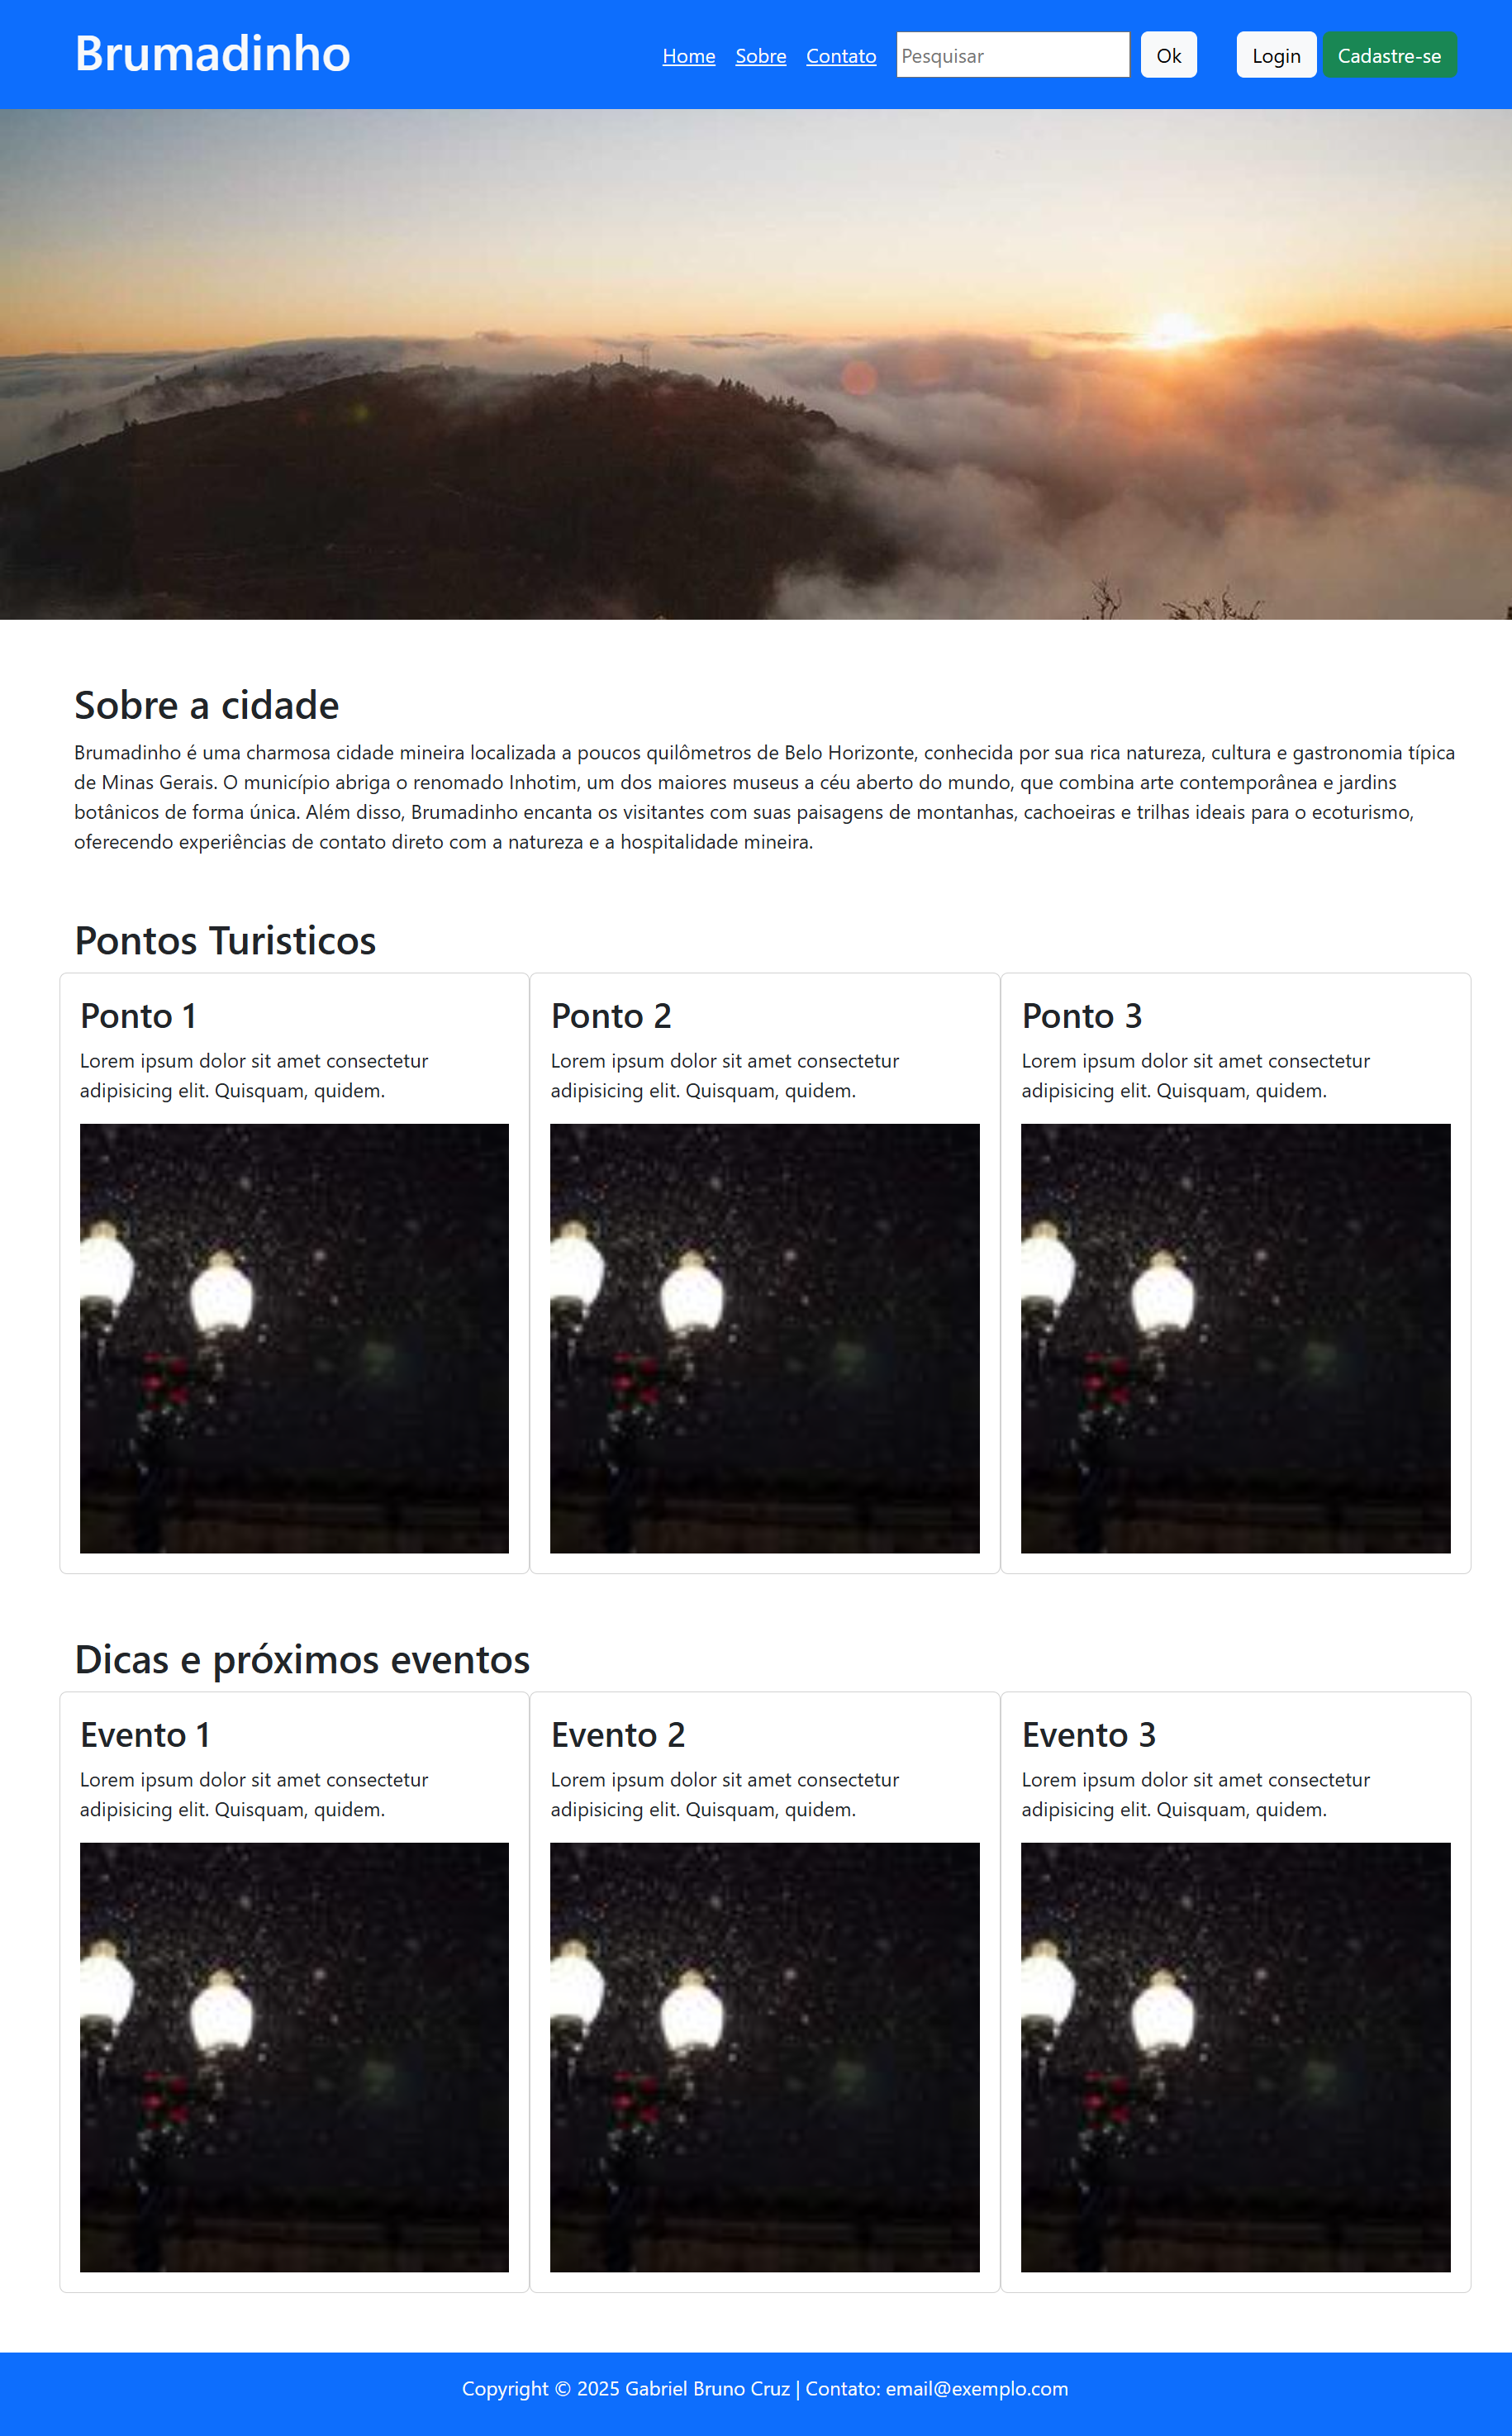 Brumadinho
Home Sobre Contato Pesquisar Ok Login Cadastre-se
Sobre a cidade
Brumadinho é uma charmosa cidade mineira localizada a poucos quilômetros de Belo Horizonte, conhecida por sua rica natureza, cultura e gastronomia típica
de Minas Gerais. O município abriga o renomado Inhotim, um dos maiores museus a céu aberto do mundo, que combina arte contemporânea e jardins
botânicos de forma única. Além disso, Brumadinho encanta os visitantes com suas paisagens de montanhas, cachoeiras e trilhas ideais para o ecoturismo,
oferecendo experiências de contato direto com a natureza e a hospitalidade mineira.
Pontos Turisticos
Ponto 1
Lorem ipsum dolor sit amet consectetur
adipisicing elit. Quisquam, quidem.
Ponto 2
Lorem ipsum dolor sit amet consectetur
adipisicing elit. Quisquam, quidem.
Ponto 3
Lorem ipsum dolor sit amet consectetur
adipisicing elit. Quisquam, quidem.
Dicas e próximos eventos
Evento 1
Lorem ipsum dolor sit amet consectetur
adipisicing elit. Quisquam, quidem.
Evento 2
Lorem ipsum dolor sit amet consectetur
adipisicing elit. Quisquam, quidem.
Evento 3
Lorem ipsum dolor sit amet consectetur
adipisicing elit. Quisquam, quidem.
Copyright © 2025 Gabriel Bruno Cruz | Contato: email@exemplo.com